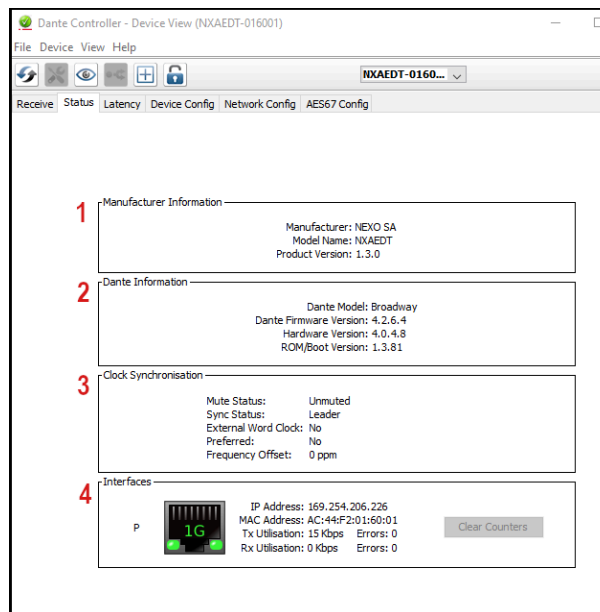 Dante Controller - Device View (NXAEDT-016001)
File Device View Help
NXAEDT-0160...
Receive Status Latency Device Config Network Config AES67 Config
1
Manufacturer Information
Manufacturer: NEXO SA
Model Name: NXAEDT
Product Version: 1.3.0
2
Dante Information
Dante Model: Broadway
Dante Firmware Version: 4.2.6.4
Hardware Version: 4.0.4.8
ROM/Boot Version: 1.3.81
3
Clock Synchronisation
Mute Status: Unmuted
Sync Status: Leader
External Word Clock: No
Preferred: No
Frequency Offset: 0 ppm
4
Interfaces
P
1G
IP Address: 169.254.206.226
MAC Address: AC:44:F2:01:60:01
Tx Utilisation: 15 Kbps Errors: 0
Rx Utilisation: 0 Kbps Errors: 0
Clear Counters